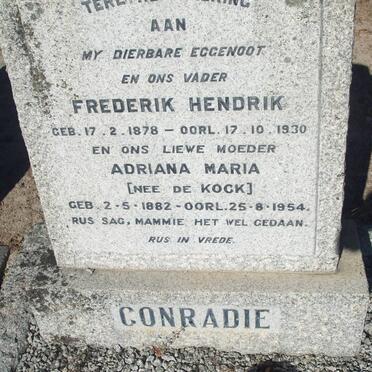 AAN
MY DIERBARE EGGENOOT
EN ONS VADER
FREDERIK HENDRIK
GEB. 17. 2. 1878 – OORL. 17. 10. 1930
EN ONS LIEWE MOEDER
ADRIANA MARIA
[NEE DE KOCK]
GEB. 2-5-1882-OORL. 25-8-1954.
RUS SAG, MAMMIE HET WEL GEDAAN.
RUS IN VREDE.
CONRADIE